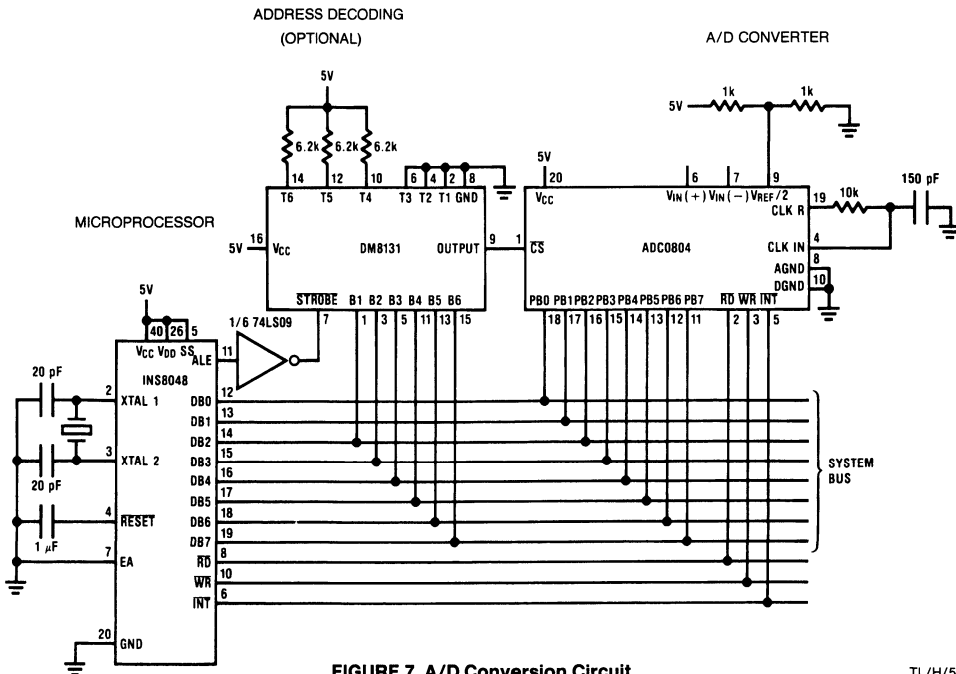 ADDRESS DECODING
(OPTIONAL)
A/D CONVERTER
5V
6.2k 6.2k 6.2k
14 12 10 6 4 2 8
T6 T5 T4 T3 T2 T1 GND
5V 16 VCC DM8131 OUTPUT 9
STROBE B1 B2 B3 B4 B5 B6
7 1 3 5 11 13 15
5V 1k 1k
5V
20 6 7 9
VCC VIN (+) VIN (−) VREF/2
19 10k 150 pF
CLK R
1 CS ADC0804 CLK IN 4
AGND 8
DGND 10
PB0 PB1 PB2 PB3 PB4 PB5 PB6 PB7 RD WR INT
18 17 16 15 14 13 12 11 2 3 5
MICROPROCESSOR
5V
40 26 5
VCC VDD SS
1/6 74LS09
ALE 11
INS8048
20 pF
2 XTAL 1
3 XTAL 2
20 pF
4 RESET
1 µF
7 EA
20 GND
DB0 12
DB1 13
DB2 14
DB3 15
DB4 16
DB5 17
DB6 18
DB7 19
RD 8
WR 10
INT 6
SYSTEM
BUS
FIGURE 7. A/D Conversion Circuit
TL/H/5